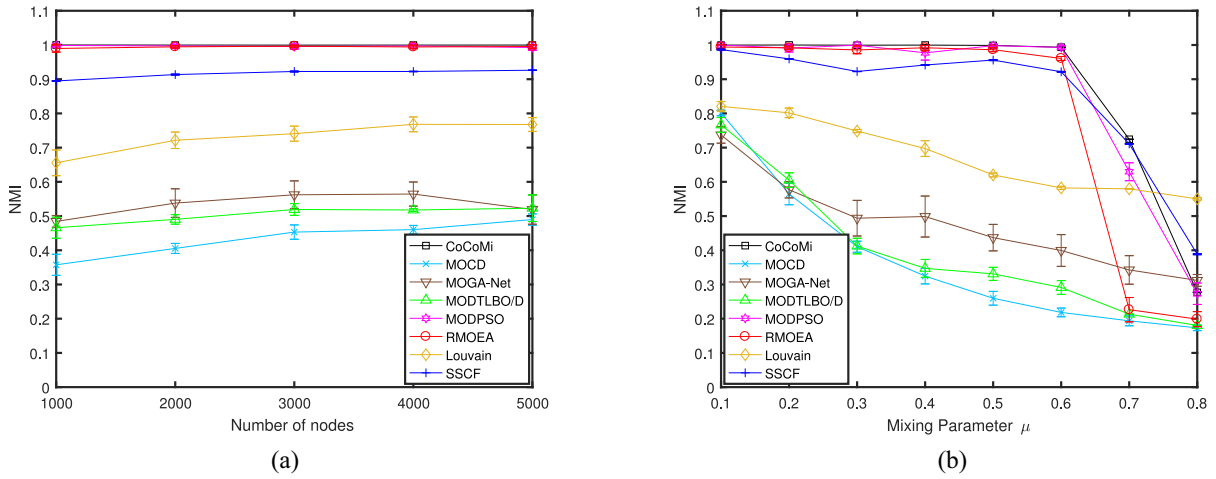 1
0.9
0.8
0.7
0.6
0.5
0.4
0.3
0.2
0.1
0
NMI
1000
2000
3000
4000
5000
Number of nodes
CoCoMi
MOCD
MOGA-Net
MODTLBO/D
MODPSO
RMOEA
Louvain
SSCF
(a)
1
0.9
0.8
0.7
0.6
0.5
0.4
0.3
0.2
0.1
0
NMI
0.1
0.2
0.3
0.4
0.5
0.6
0.7
0.8
Mixing Parameter μ
CoCoMi
MOCD
MOGA-Net
MODTLBO/D
MODPSO
RMOEA
Louvain
SSCF
(b)